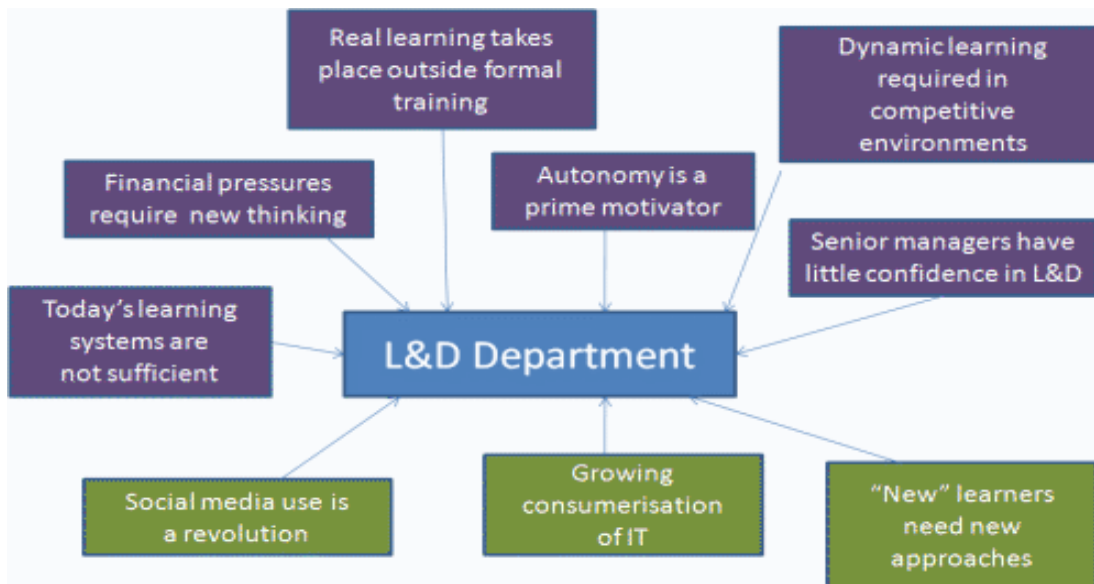 Real learning takes
place outside formal
training
Dynamic learning
required in
competitive
environments
Financial pressures
require new thinking
Autonomy is a
prime motivator
Senior managers have
little confidence in L&D
Today's learning
systems are
not sufficient
L&D Department
Social media use is
a revolution
Growing
consumerisation
of IT
“New” learners
need new
approaches